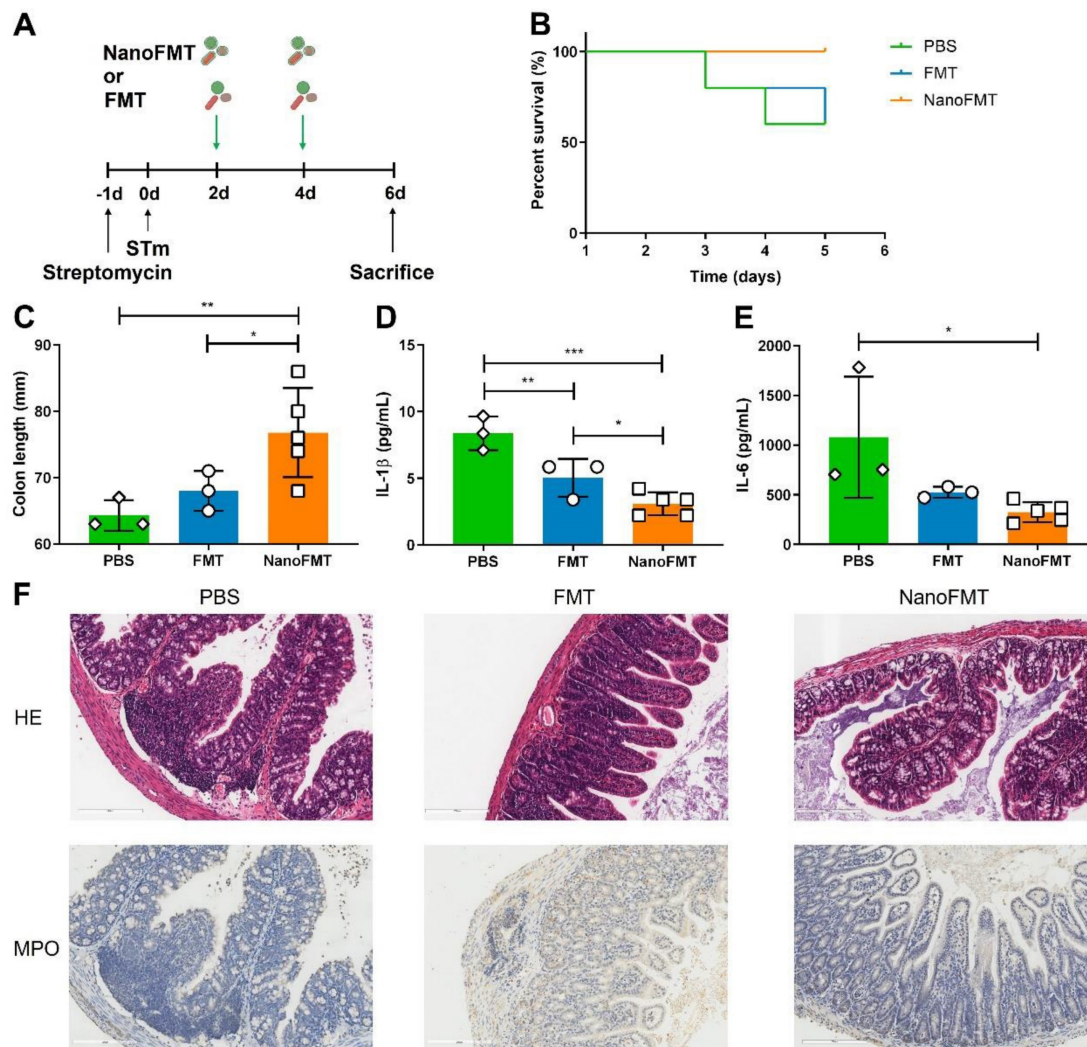 A
NanoFMT
or
FMT
-1d 0d 2d 4d 6d
STm
Streptomycin Sacrifice
B
Percent survival (%)
100
50
0
1 2 3 4 5 6
Time (days)
PBS
FMT
NanoFMT
C
Colon length (mm)
90
80
70
60
**
*
PBS FMT NanoFMT
D
IL-1β (pg/mL)
15
10
5
0
***
**
*
PBS FMT NanoFMT
E
IL-6 (pg/mL)
2000
1500
1000
500
0
*
PBS FMT NanoFMT
F
PBS FMT NanoFMT
HE
MPO